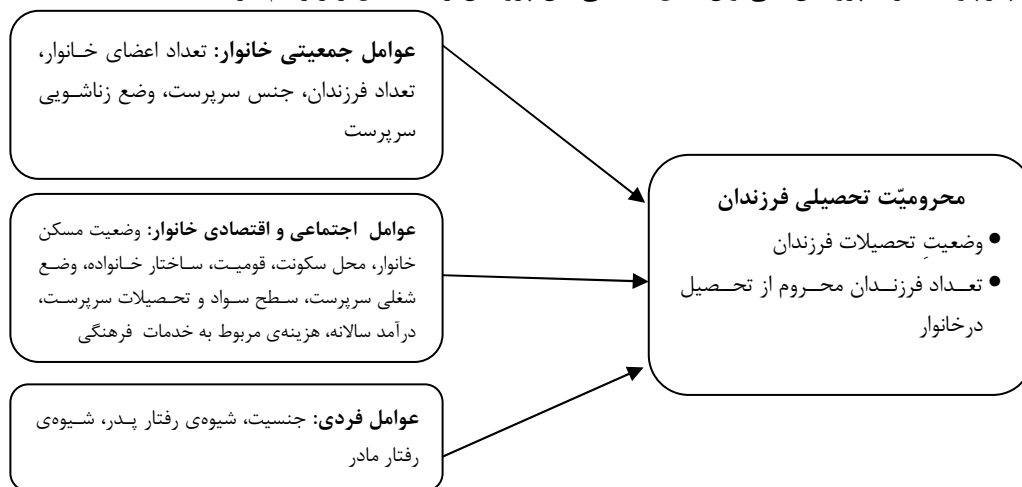 عوامل جمعیتی خانوار: تعداد اعضای خانوار،
تعداد فرزندان، جنس سرپرست، وضع زناشویی
سرپرست
عوامل اجتماعی و اقتصادی خانوار: وضعیت مسکن
خانوار، محل سکونت، قومیت، ساختار خانواده، وضع
شغلی سرپرست، سطح سواد و تحصیلات سرپرست،
درآمد سالانه، هزینه‌ی مربوط به خدمات فرهنگی
عوامل فردی: جنسیت، شیوه‌ی رفتار پدر، شیوه‌ی
رفتار مادر
محرومیّت تحصیلی فرزندان
● وضعیتِ تحصیلات فرزندان
● تعداد فرزندان محروم از تحصیل
درخانوار